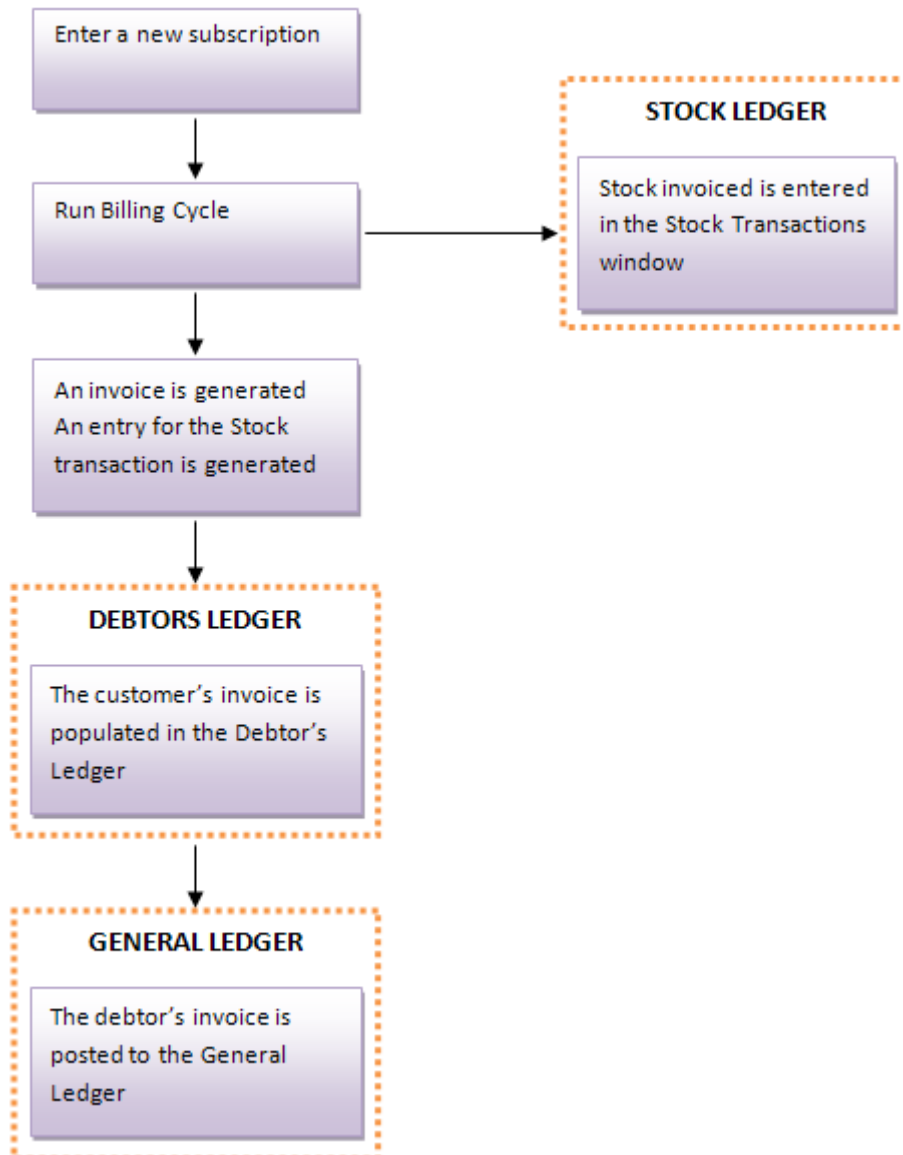 Enter a new subscription
STOCK LEDGER
Stock invoiced is entered
in the Stock Transactions
window
Run Billing Cycle
An invoice is generated
An entry for the Stock
transaction is generated
DEBTORS LEDGER
The customer’s invoice is
populated in the Debtor’s
Ledger
GENERAL LEDGER
The debtor’s invoice is
posted to the General
Ledger